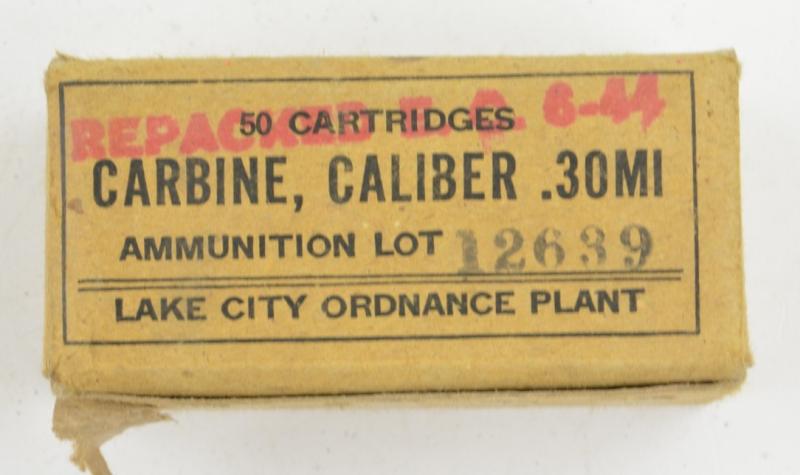 REPACKED E.A. 6-44
50 CARTRIDGES
CARBINE, CALIBER .30MI
AMMUNITION LOT 12639
LAKE CITY ORDNANCE PLANT